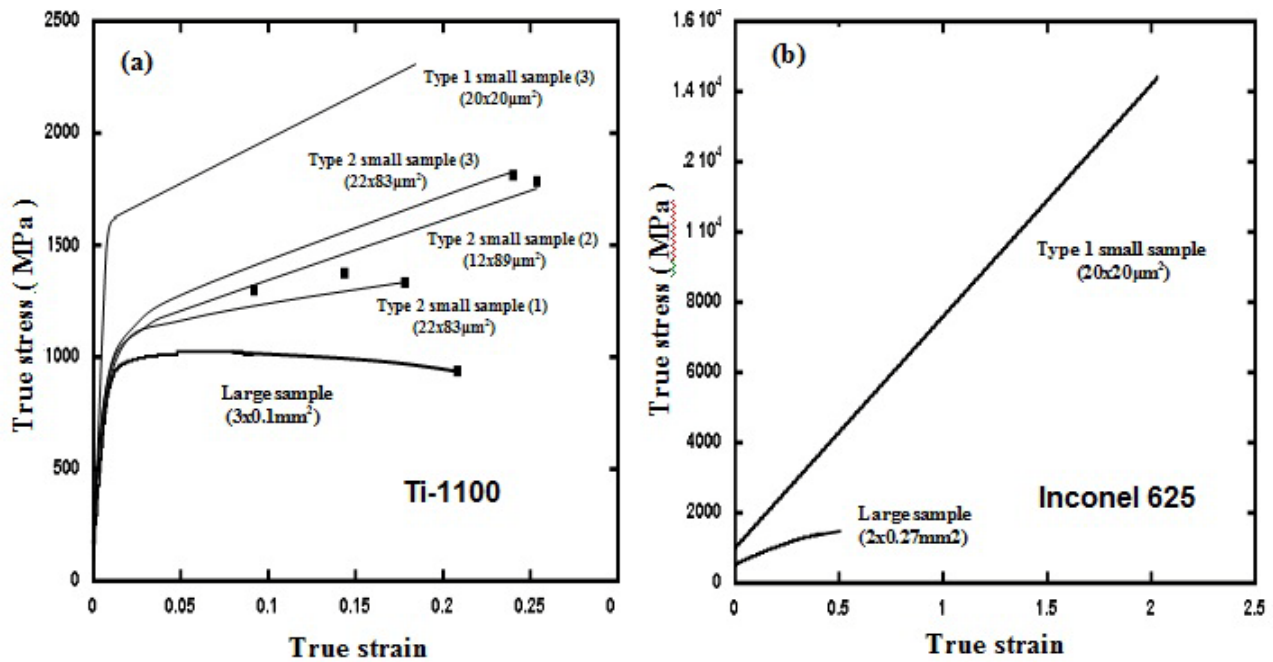 (a)
2500
2000
1500
1000
500
0
True stress ( MPa )
Type 1 small sample (3)
(20x20µm²)
Type 2 small sample (3)
(22x83µm²)
Type 2 small sample (2)
(12x89µm²)
Type 2 small sample (1)
(22x83µm²)
Large sample
(3x0.1mm²)
Ti-1100
0 0.05 0.1 0.15 0.2 0.25 0
True strain
(b)
1.6 10⁴
1.4 10⁴
2 10⁴
1 10⁴
8000
6000
4000
2000
0
True stress ( MPa )
Type 1 small sample
(20x20µm²)
Inconel 625
Large sample
(2x0.27mm2)
0 0.5 1 1.5 2 2.5
True strain